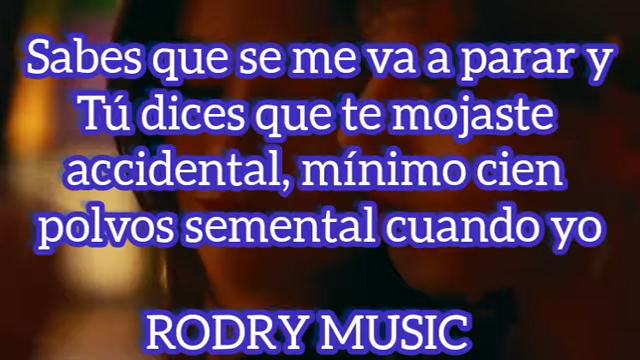 Sabes que se me va a parar y
Tú dices que te mojaste
accidental, mínimo cien
polvos semental cuando yo
RODRY MUSIC